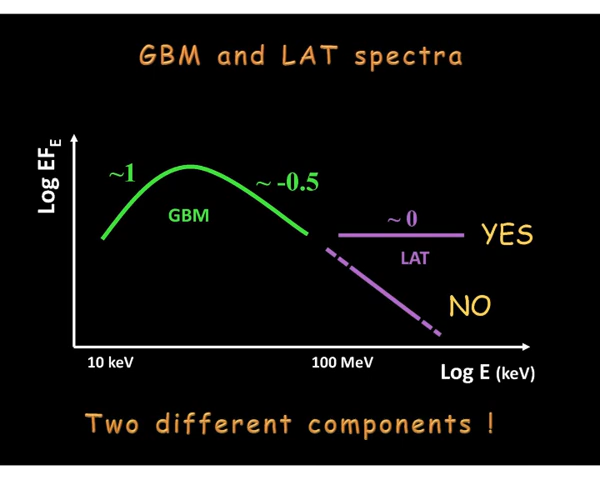 GBM and LAT spectra
Log EFE
~1
~ -0.5
GBM
~ 0
YES
LAT
NO
10 keV
100 MeV
Log E (keV)
Two different components !